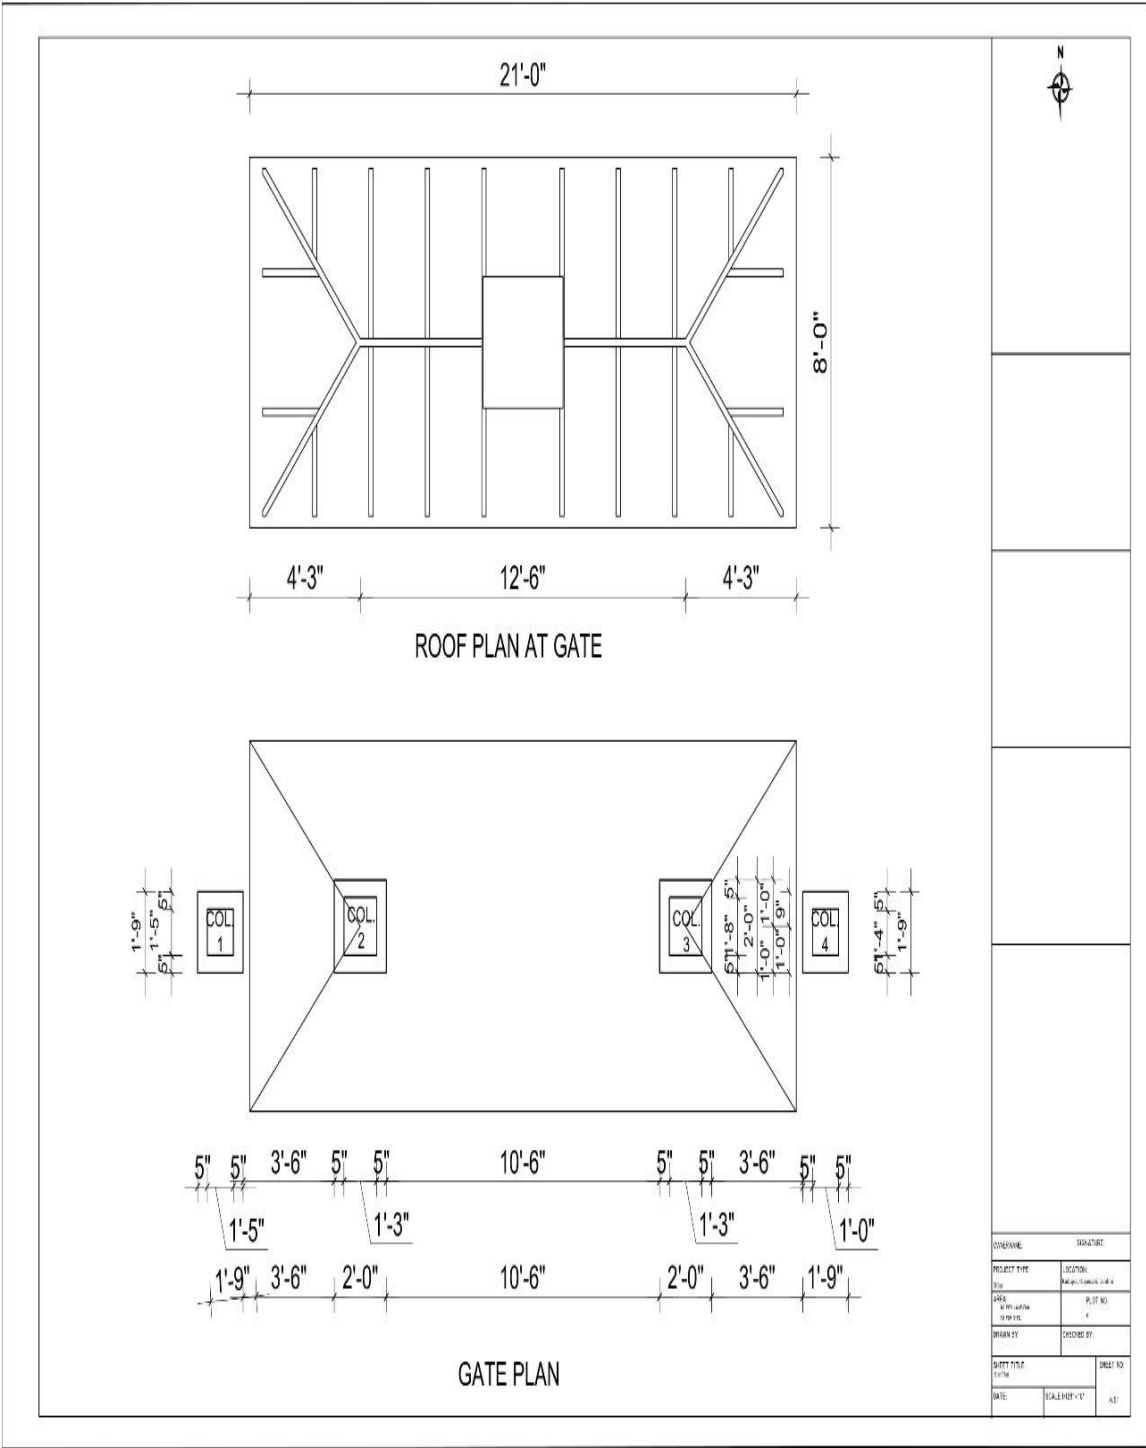 N
21'-0"
8'-0"
4'-3" 12'-6" 4'-3"
ROOF PLAN AT GATE
1'-9"
5"
1'-5"
5"
COL.
1
COL.
2
COL.
3
5"
1'-8"
5"
2'-0"
1'-0"
1'-0"
9"
1'-0"
COL.
4
5"
1'-4"
5"
1'-9"
5" 5" 3'-6" 5" 5" 10'-6" 5" 5" 3'-6" 5" 5"
1'-5" 1'-3" 1'-3" 1'-0"
1'-9" 3'-6" 2'-0" 10'-6" 2'-0" 3'-6" 1'-9"
GATE PLAN
OWNERNAME: SIGNATURE:
PROJECT TYPE LOCATION:
AREA: PLOT NO.
DRAWN BY: CHECKED BY:
SHEET TITLE SHEET NO:
DATE: